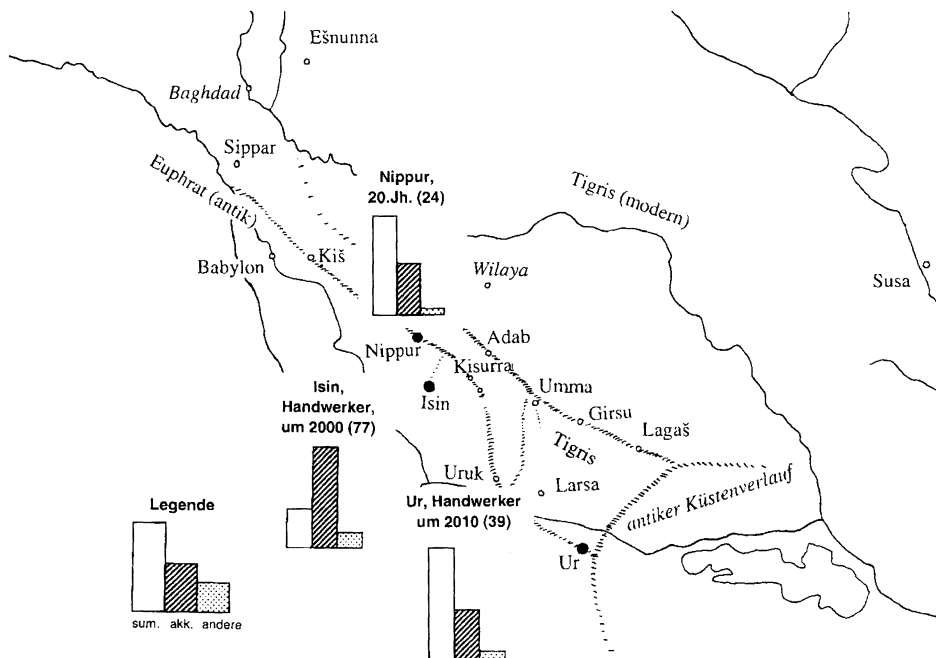 Ešnunna
Baghdad
Sippar
Euphrat (antik)
Nippur,
20.Jh. (24)
Tigris (modern)
Babylon
Kiš
Wilaya
Susa
Nippur
Adab
Kisurra
Isin
Umma
Girsu
Lagaš
Tigris
Isin,
Handwerker,
um 2000 (77)
Uruk
Larsa
antiker Küstenverlauf
Ur, Handwerker
um 2010 (39)
Ur
Legende
sum. akk. andere